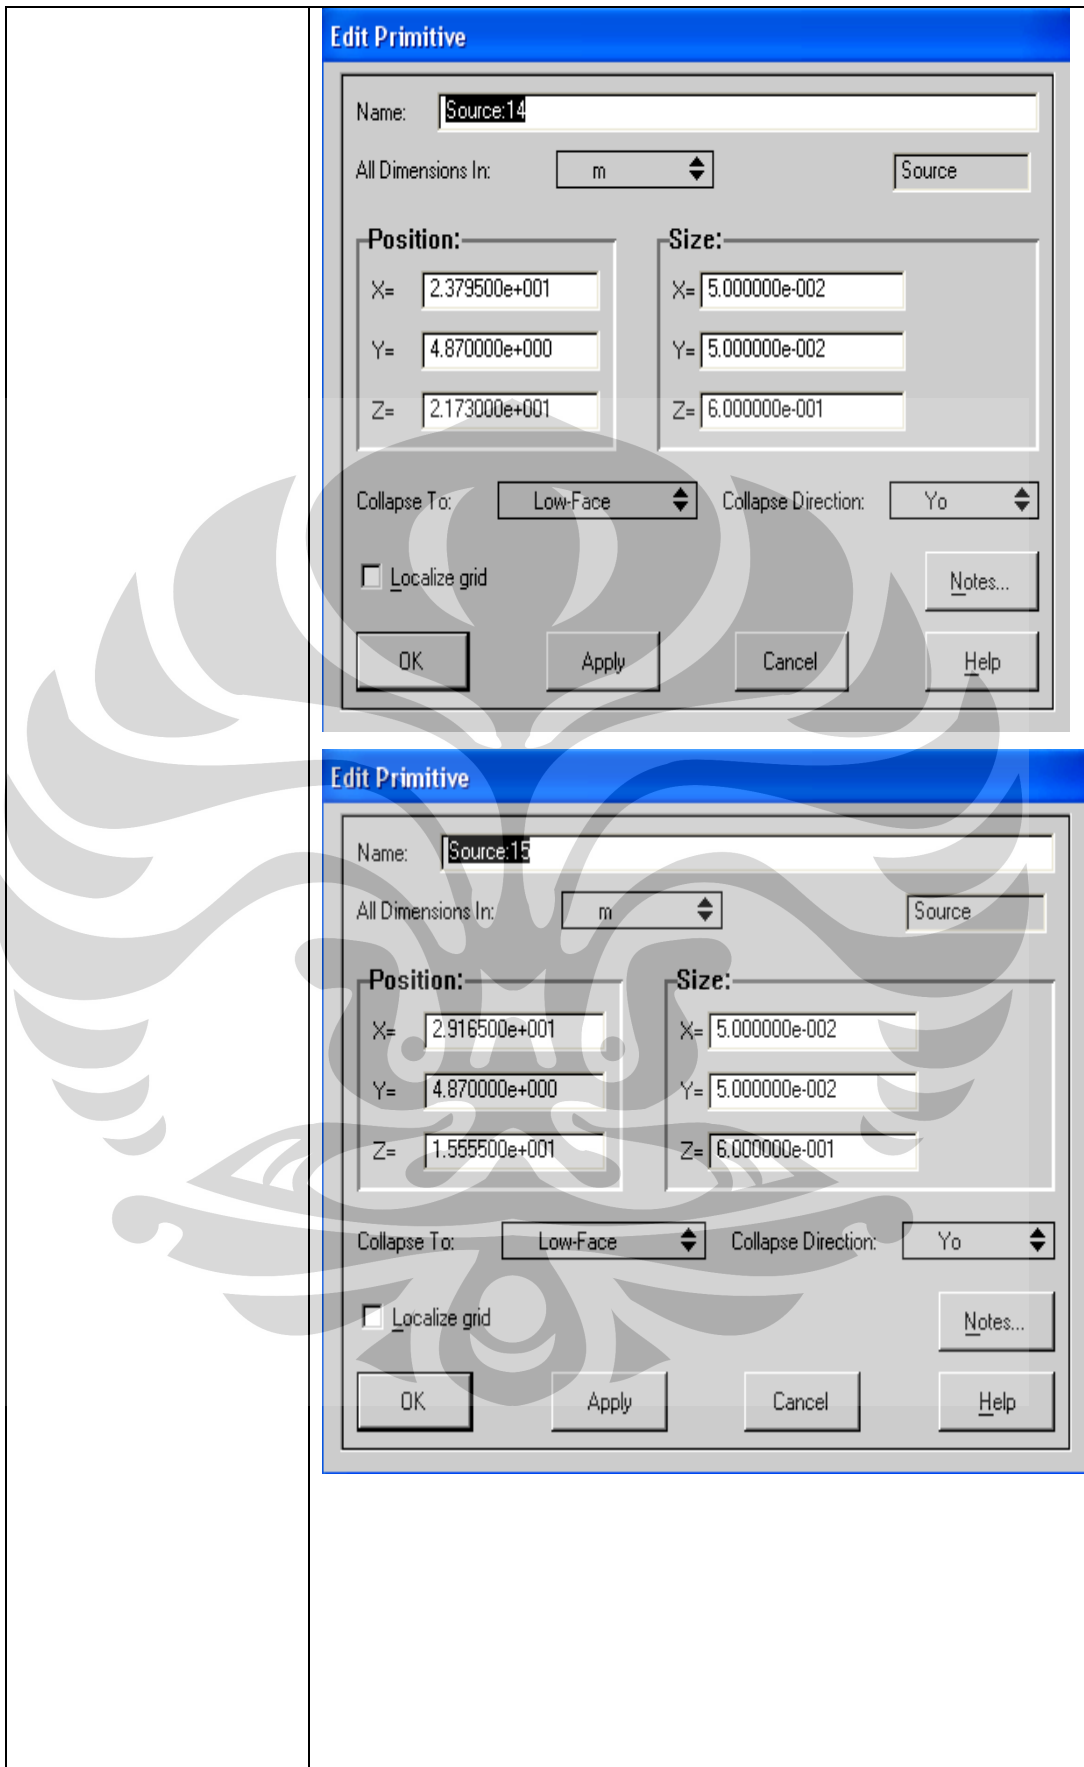 Edit Primitive
Name: Source:14
All Dimensions In: m Source
Position: Size:
X= 2.379500e+001 X= 5.000000e-002
Y= 4.870000e+000 Y= 5.000000e-002
Z= 2.173000e+001 Z= 6.000000e-001
Collapse To: Low-Face Collapse Direction: Yo
Localize grid
Notes...
OK Apply Cancel Help
Edit Primitive
Name: Source:15
All Dimensions In: m Source
Position: Size:
X= 2.916500e+001 X= 5.000000e-002
Y= 4.870000e+000 Y= 5.000000e-002
Z= 1.555500e+001 Z= 6.000000e-001
Collapse To: Low-Face Collapse Direction: Yo
Localize grid
Notes...
OK Apply Cancel Help